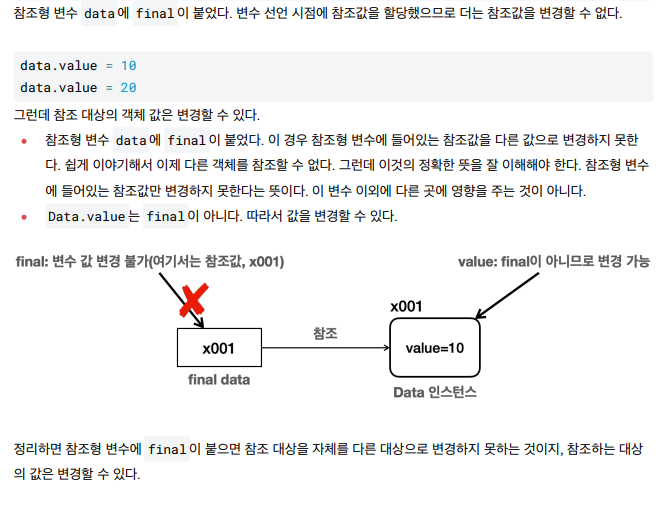 참조형 변수 data에 final이 붙었다. 변수 선언 시점에 참조값을 할당했으므로 더는 참조값을 변경할 수 없다.
data.value = 10
data.value = 20
그런데 참조 대상의 객체 값은 변경할 수 있다.
참조형 변수 data에 final이 붙었다. 이 경우 참조형 변수에 들어있는 참조값을 다른 값으로 변경하지 못한
다. 쉽게 이야기해서 이제 다른 객체를 참조할 수 없다. 그런데 이것의 정확한 뜻을 잘 이해해야 한다. 참조형 변수
에 들어있는 참조값만 변경하지 못한다는 뜻이다. 이 변수 이외에 다른 곳에 영향을 주는 것이 아니다.
Data.value는 final이 아니다. 따라서 값을 변경할 수 있다.
final: 변수 값 변경 불가(여기서는 참조값, x001)
value: final이 아니므로 변경 가능
x001
x001
참조
value=10
final data
Data 인스턴스
정리하면 참조형 변수에 final이 붙으면 참조 대상을 자체를 다른 대상으로 변경하지 못하는 것이지, 참조하는 대상
의 값은 변경할 수 있다.